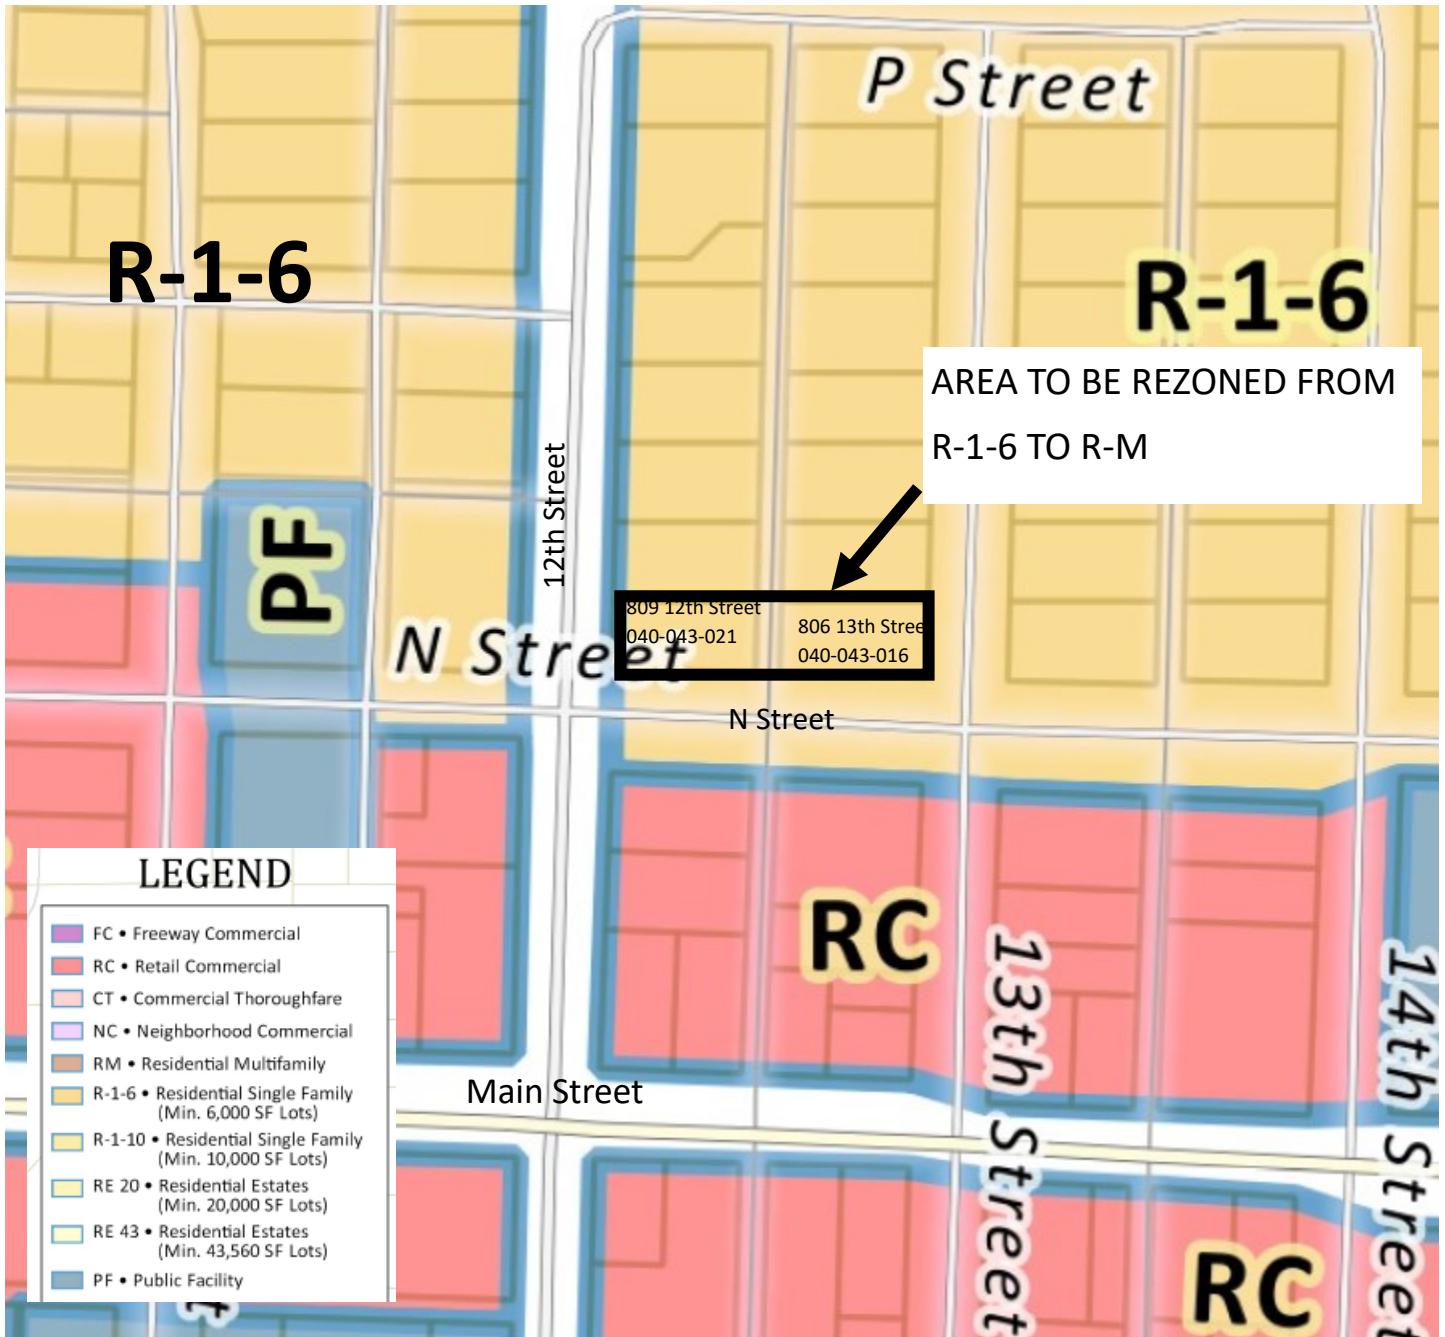 P Street
R-1-6
R-1-6
AREA TO BE REZONED FROM
R-1-6 TO R-M
12th Street
PF
809 12th Street
040-043-021
806 13th Stree
040-043-016
N Street
N Street
LEGEND
FC • Freeway Commercial
RC • Retail Commercial
CT • Commercial Thoroughfare
NC • Neighborhood Commercial
RM • Residential Multifamily
R-1-6 • Residential Single Family
(Min. 6,000 SF Lots)
R-1-10 • Residential Single Family
(Min. 10,000 SF Lots)
RE 20 • Residential Estates
(Min. 20,000 SF Lots)
RE 43 • Residential Estates
(Min. 43,560 SF Lots)
PF • Public Facility
RC
13th Street
14th Street
Main Street
RC